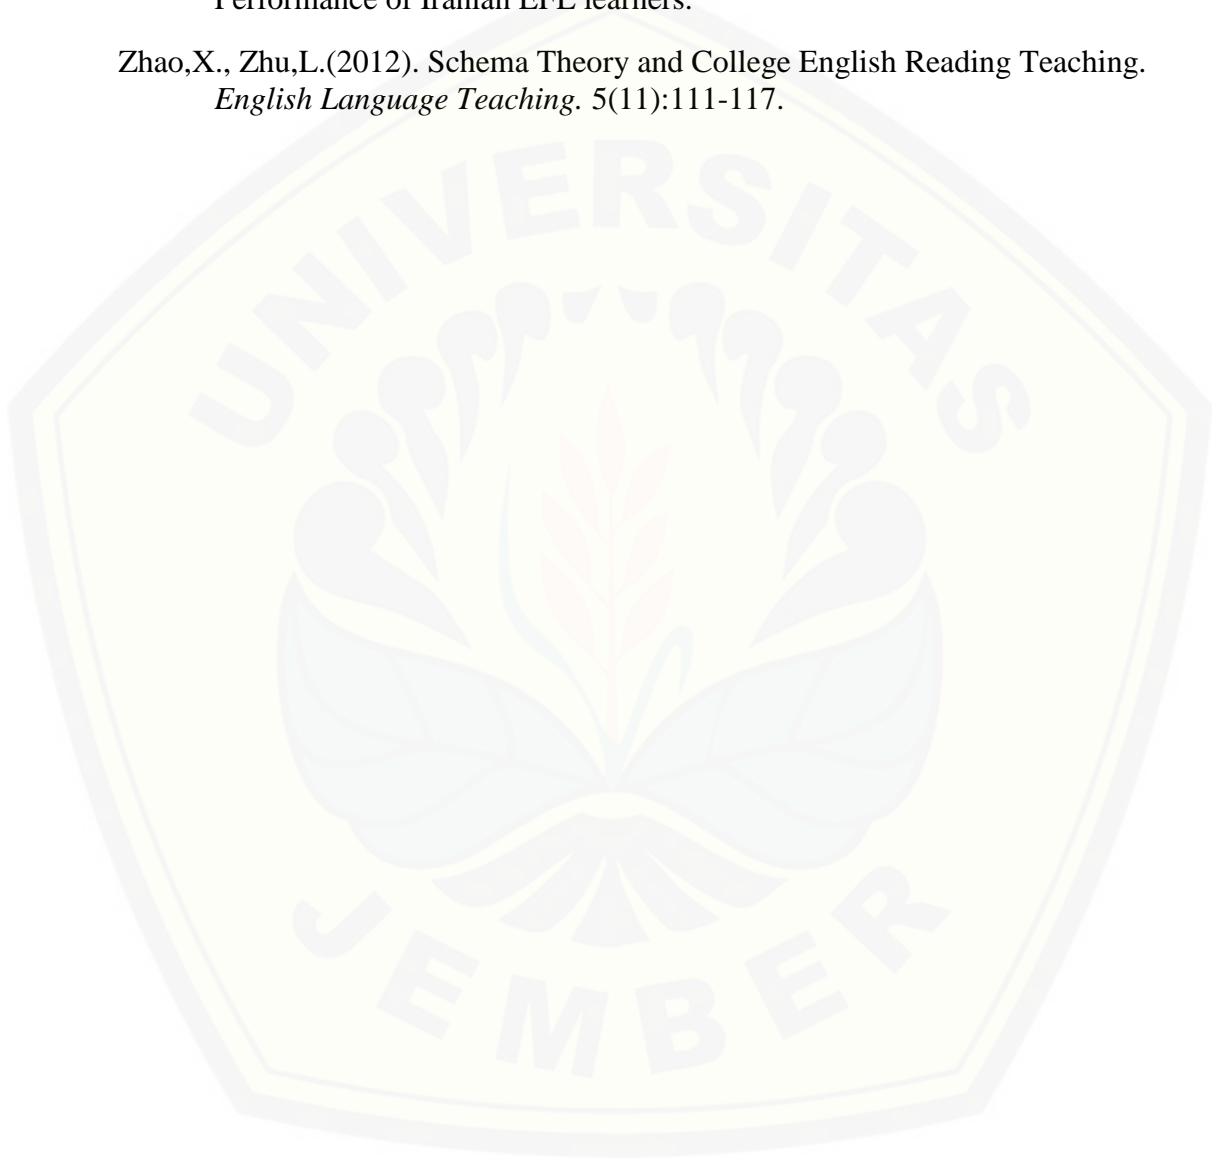 Performance of Iranian EFL learners.
Zhao,X., Zhu,L.(2012). Schema Theory and College English Reading Teaching.
English Language Teaching. 5(11):111-117.
UNIVERSITAS
JEMBER